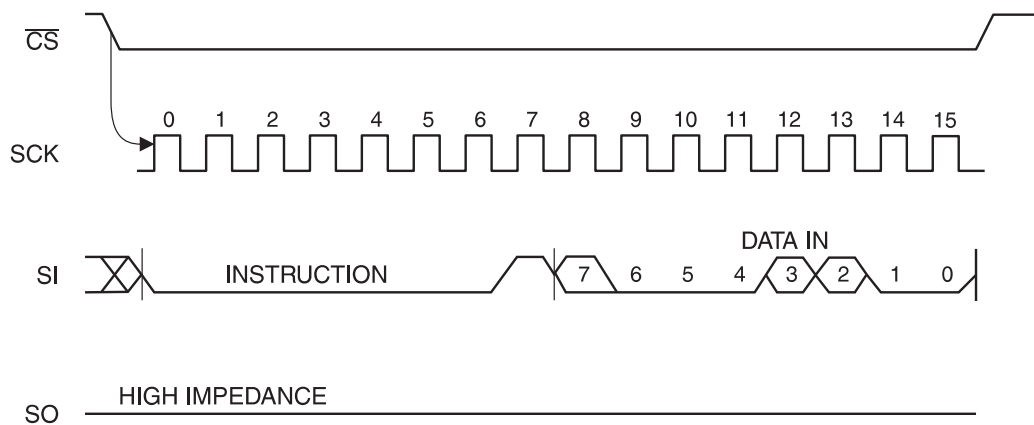 C̅S̅
0 1 2 3 4 5 6 7 8 9 10 11 12 13 14 15
SCK
DATA IN
SI INSTRUCTION 7 6 5 4 3 2 1 0
HIGH IMPEDANCE
SO